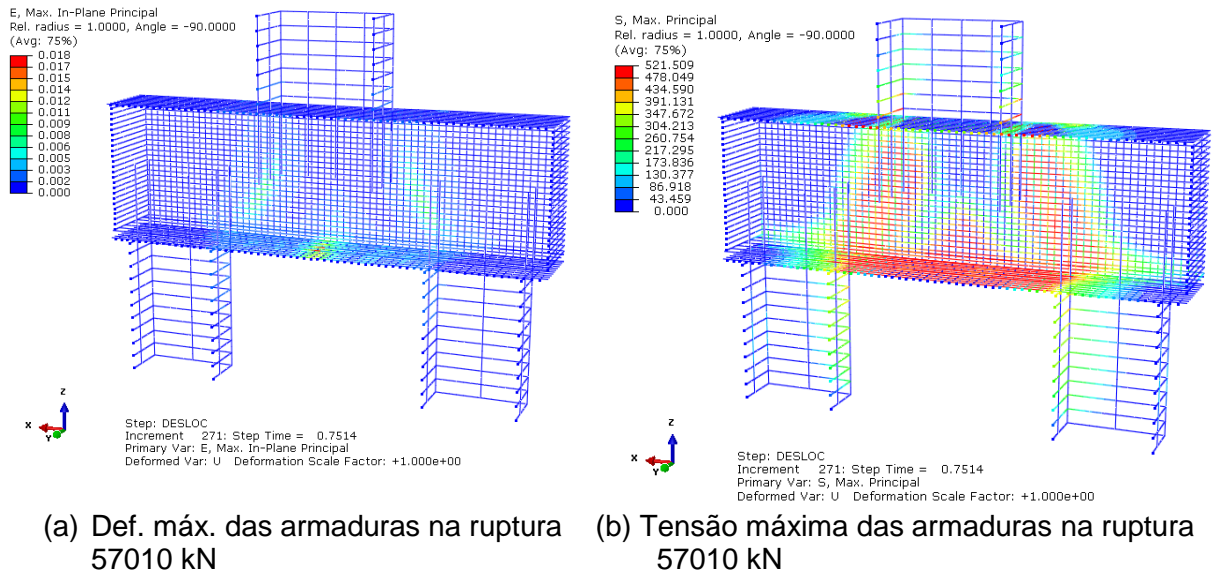 E, Max. In-Plane Principal
Rel. radius = 1.0000, Angle = -90.0000
(Avg: 75%)
0.018
0.017
0.015
0.014
0.012
0.011
0.009
0.008
0.006
0.005
0.003
0.002
0.000
Z
X
Y
Step: DESLOC
Increment 271: Step Time = 0.7514
Primary Var: E, Max. In-Plane Principal
Deformed Var: U Deformation Scale Factor: +1.000e+00
S, Max. Principal
Rel. radius = 1.0000, Angle = -90.0000
(Avg: 75%)
521.509
478.049
434.590
391.131
347.672
304.213
260.754
217.295
173.836
130.377
86.918
43.459
0.000
Z
X
Y
Step: DESLOC
Increment 271: Step Time = 0.7514
Primary Var: S, Max. Principal
Deformed Var: U Deformation Scale Factor: +1.000e+00
(a) Def. máx. das armaduras na ruptura
57010 kN
(b) Tensão máxima das armaduras na ruptura
57010 kN